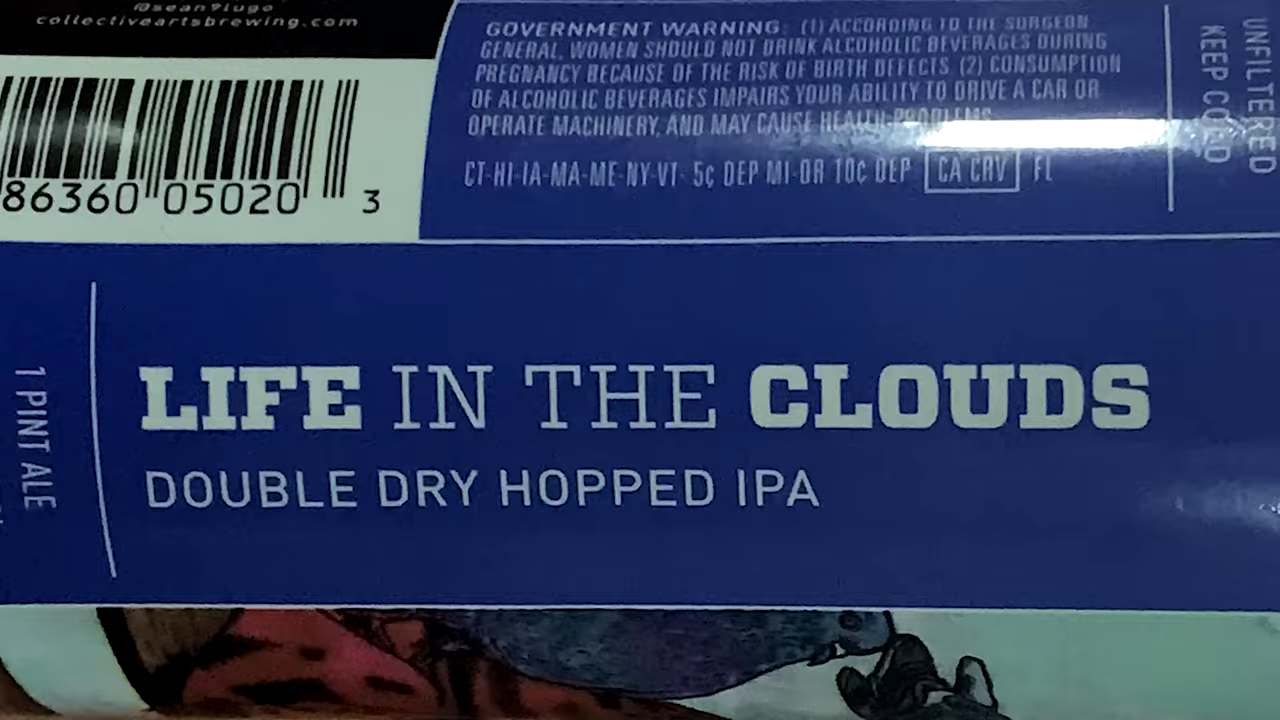 @sean9lugo
collectiveartsbrewing.com
86360 05020 3
GOVERNMENT WARNING: (1) ACCORDING TO THE SURGEON
GENERAL, WOMEN SHOULD NOT DRINK ALCOHOLIC BEVERAGES DURING
PREGNANCY BECAUSE OF THE RISK OF BIRTH DEFECTS (2) CONSUMPTION
OF ALCOHOLIC BEVERAGES IMPAIRS YOUR ABILITY TO DRIVE A CAR OR
OPERATE MACHINERY, AND MAY CAUSE HEALTH PROBLEMS
CT-HI-IA-MA-ME-NY-VT 5¢ DEP MI-OR 10¢ DEP CA CRV FL
UNFILTERED
KEEP COLD
1 PINT ALE
LIFE IN THE CLOUDS
DOUBLE DRY HOPPED IPA